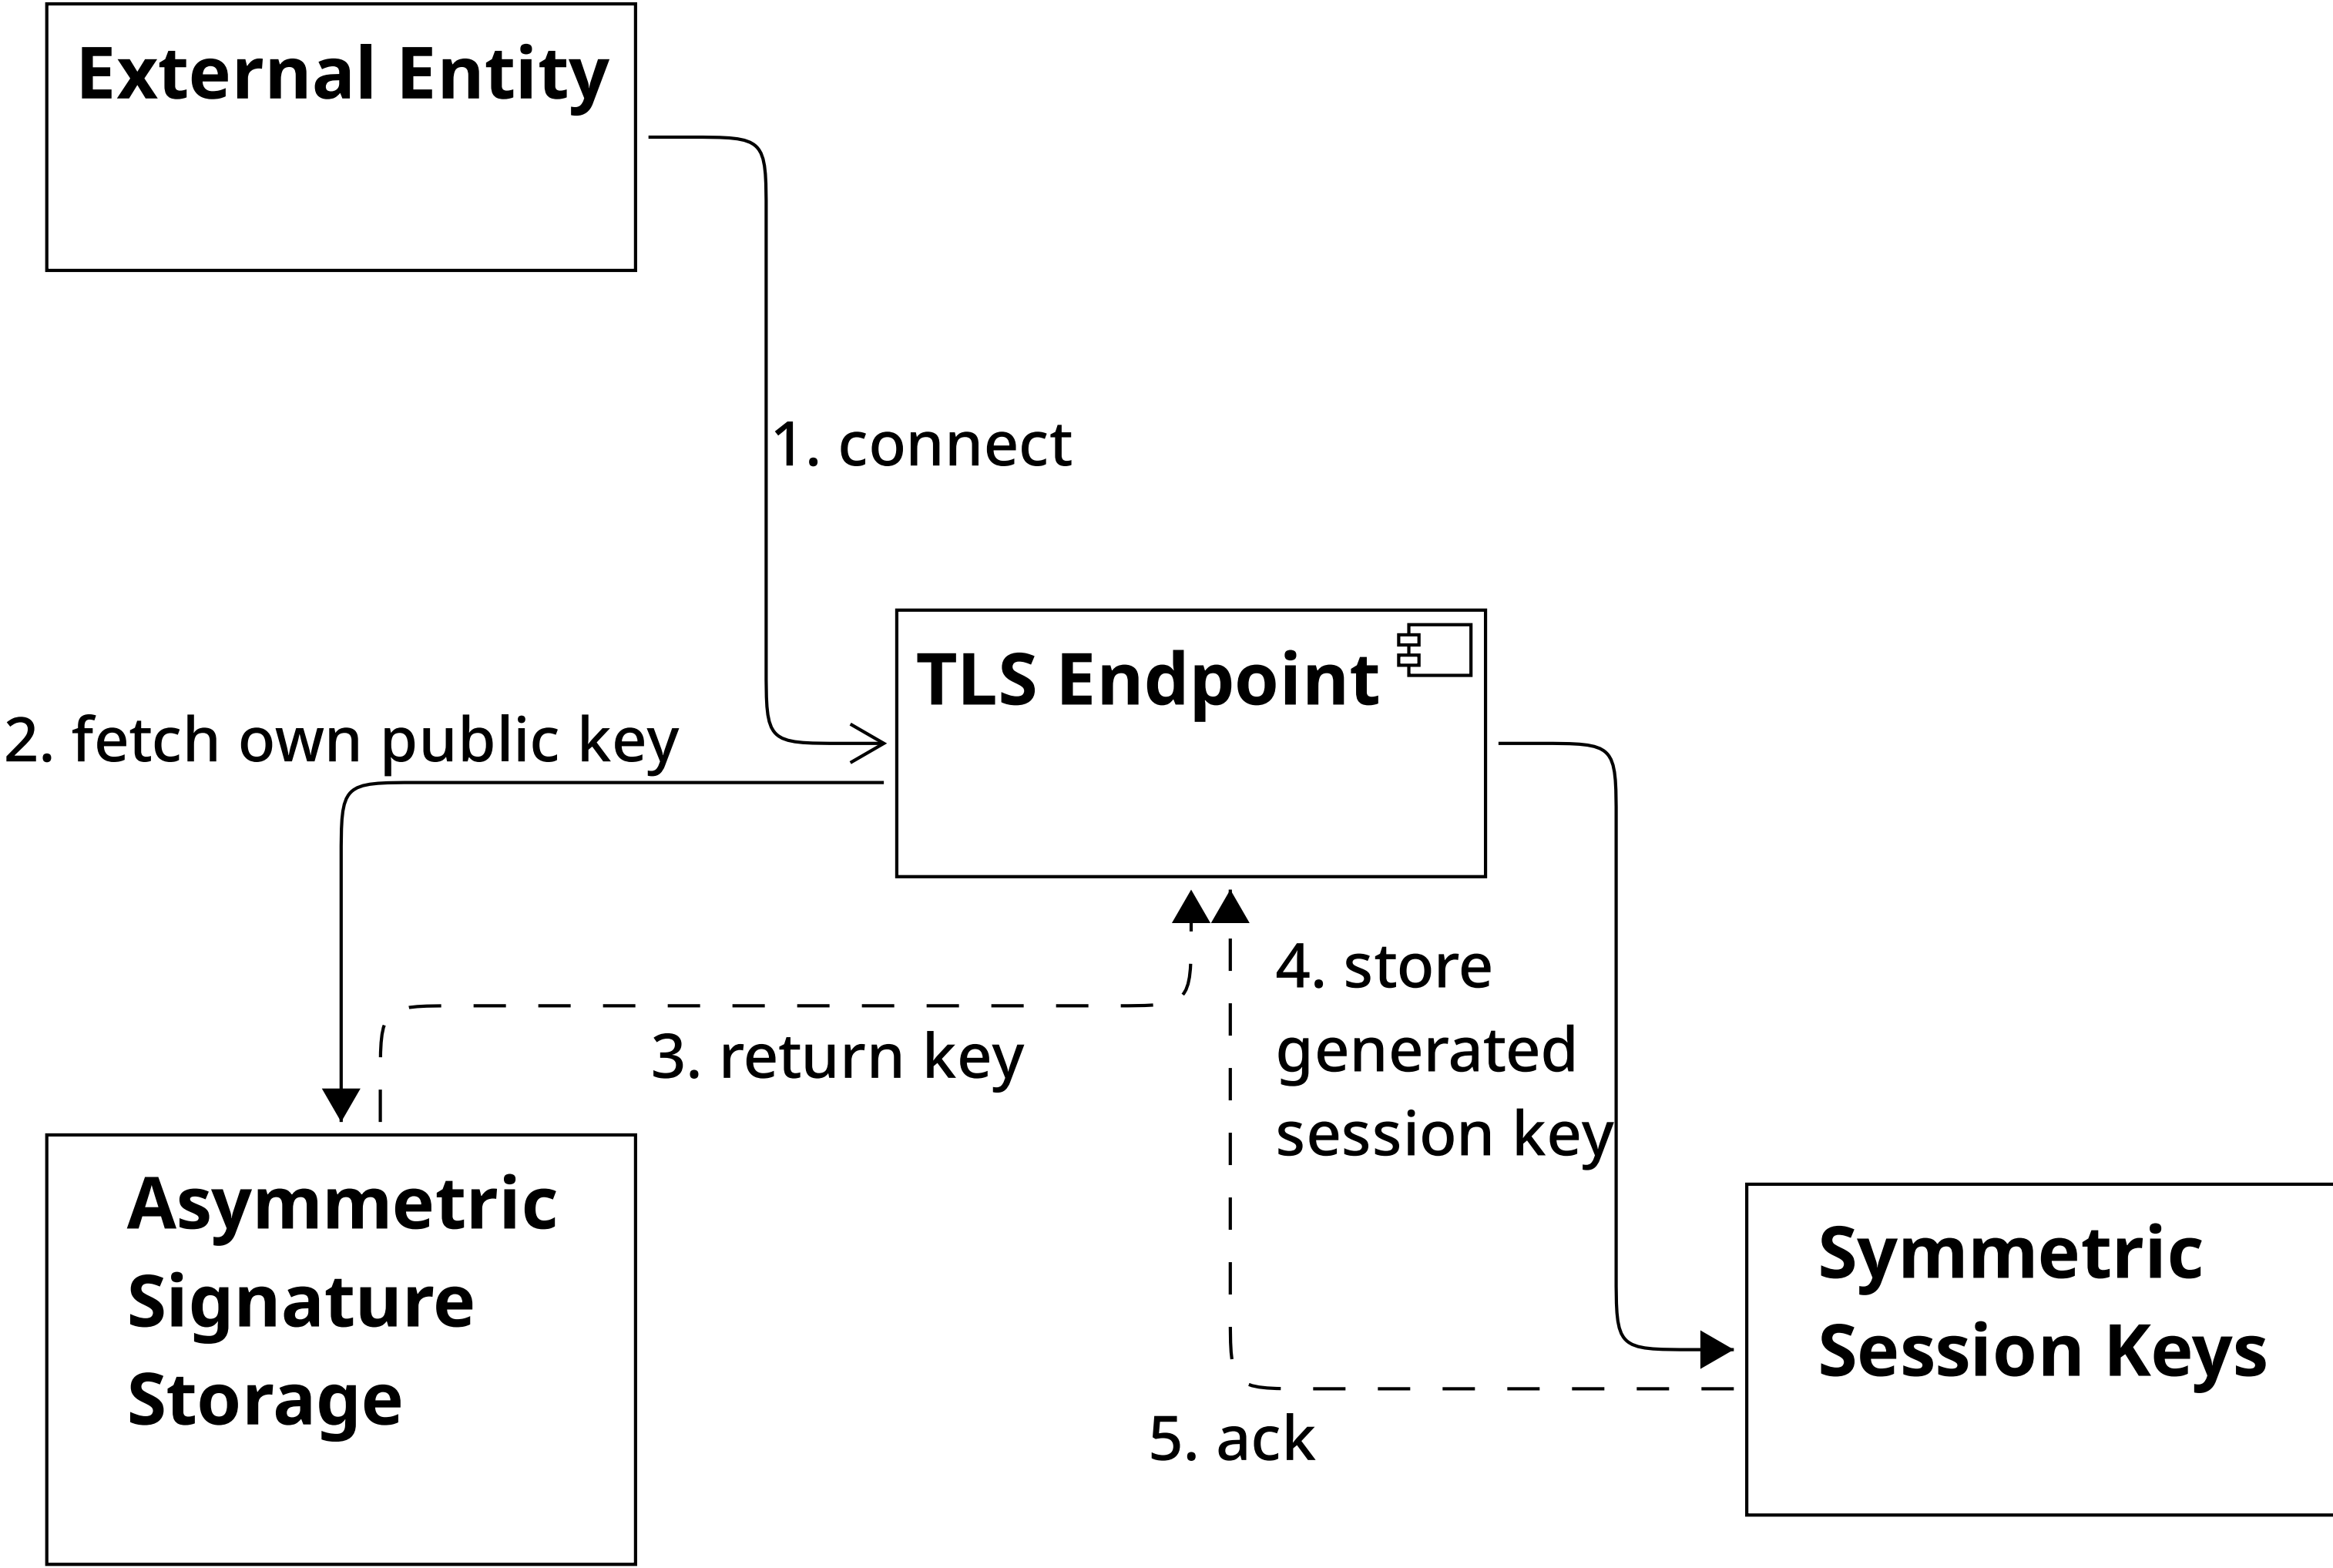 External Entity
1. connect
TLS Endpoint
2. fetch own public key
4. store
generated
session key
3. return key
Asymmetric
Signature
Storage
Symmetric
Session Keys
5. ack